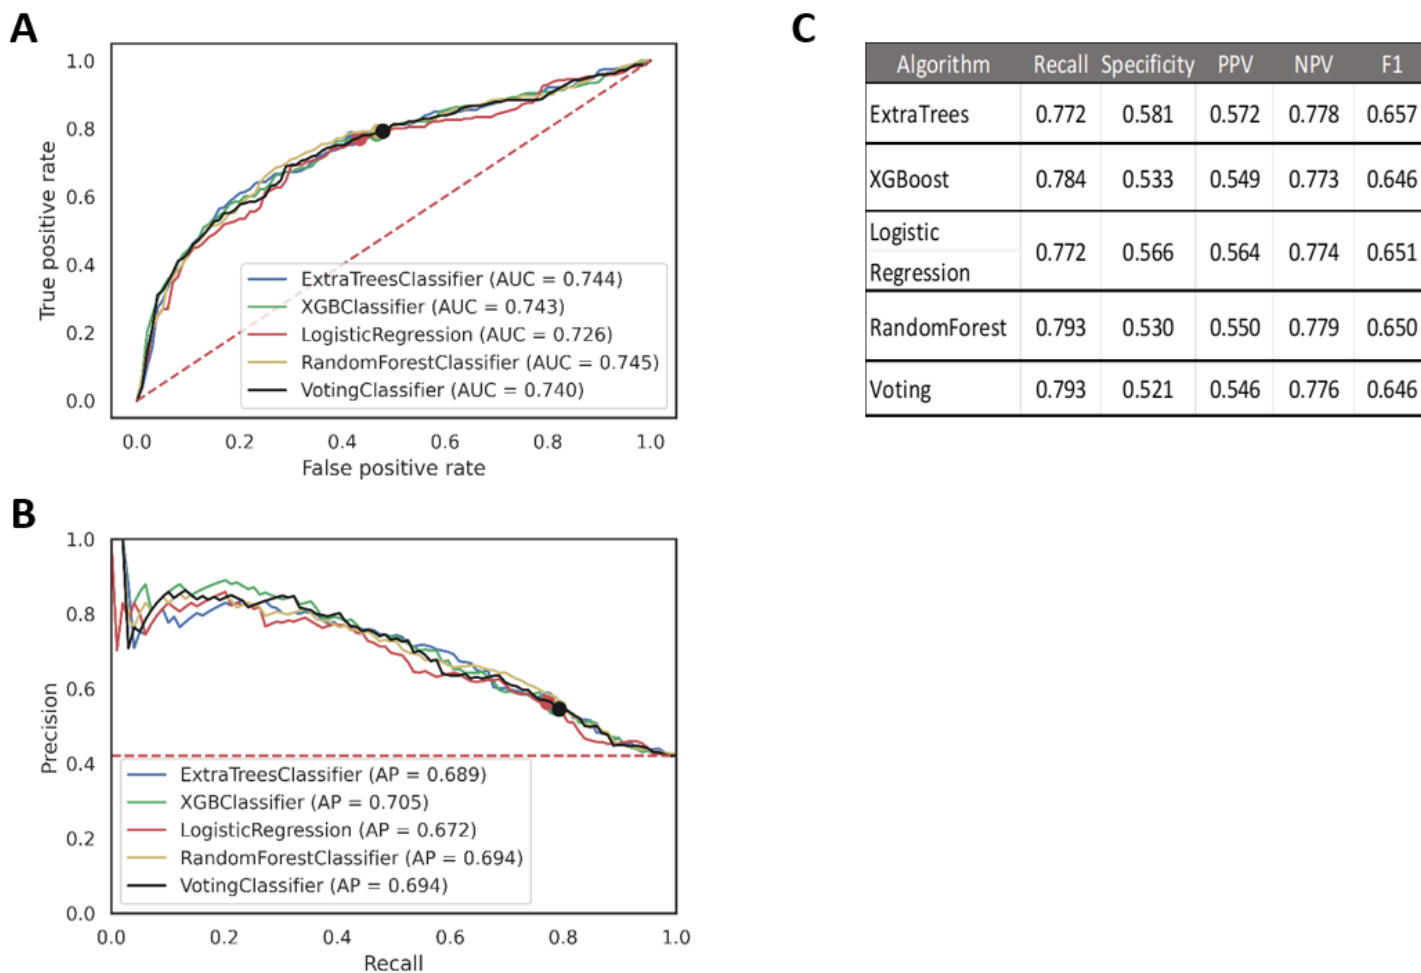 A
1.0
0.8
0.6
0.4
0.2
0.0
True positive rate
ExtraTreesClassifier (AUC = 0.744)
XGBClassifier (AUC = 0.743)
LogisticRegression (AUC = 0.726)
RandomForestClassifier (AUC = 0.745)
VotingClassifier (AUC = 0.740)
0.0 0.2 0.4 0.6 0.8 1.0
False positive rate
B
1.0
0.8
0.6
0.4
0.2
0.0
Precision
ExtraTreesClassifier (AP = 0.689)
XGBClassifier (AP = 0.705)
LogisticRegression (AP = 0.672)
RandomForestClassifier (AP = 0.694)
VotingClassifier (AP = 0.694)
0.0 0.2 0.4 0.6 0.8 1.0
Recall
C
Algorithm Recall Specificity PPV NPV F1
ExtraTrees 0.772 0.581 0.572 0.778 0.657
XGBoost 0.784 0.533 0.549 0.773 0.646
Logistic
Regression 0.772 0.566 0.564 0.774 0.651
RandomForest 0.793 0.530 0.550 0.779 0.650
Voting 0.793 0.521 0.546 0.776 0.646